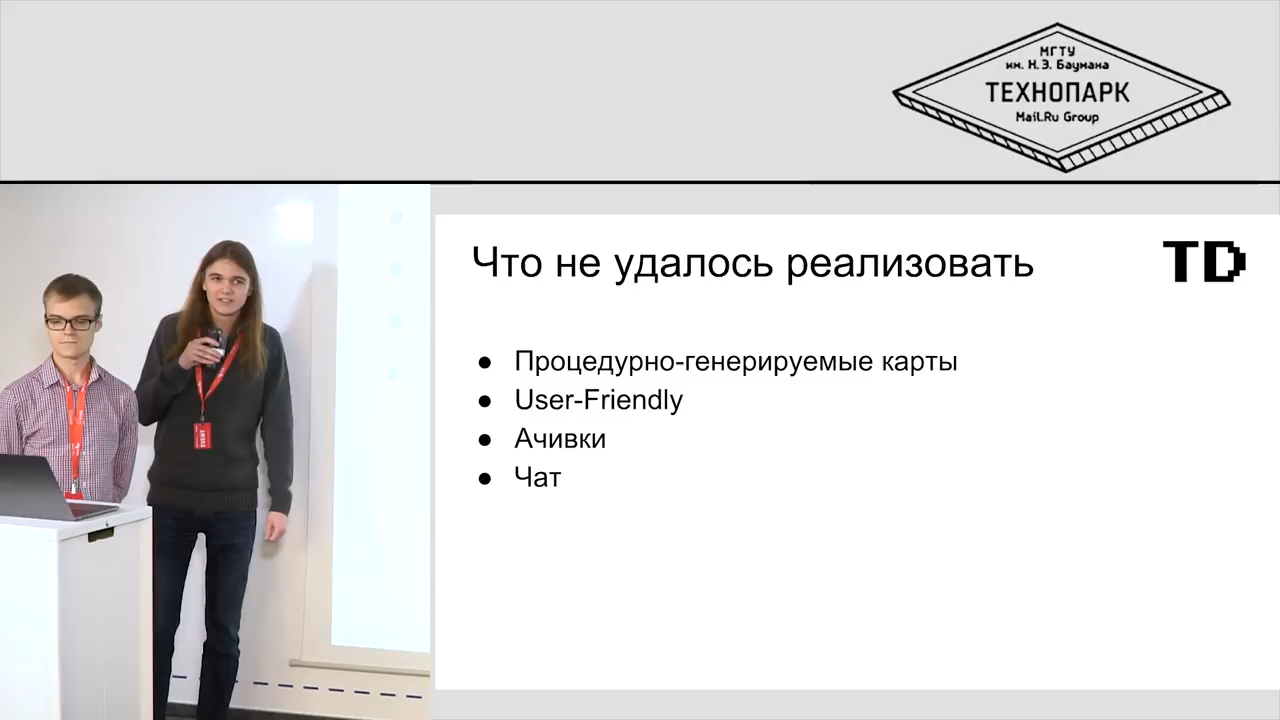 МГТУ
им. Н.Э. Баумана
ТЕХНОПАРК
Mail.Ru Group
Что не удалось реализовать
TD
● Процедурно-генерируемые карты
● User-Friendly
● Ачивки
● Чат
EVENT